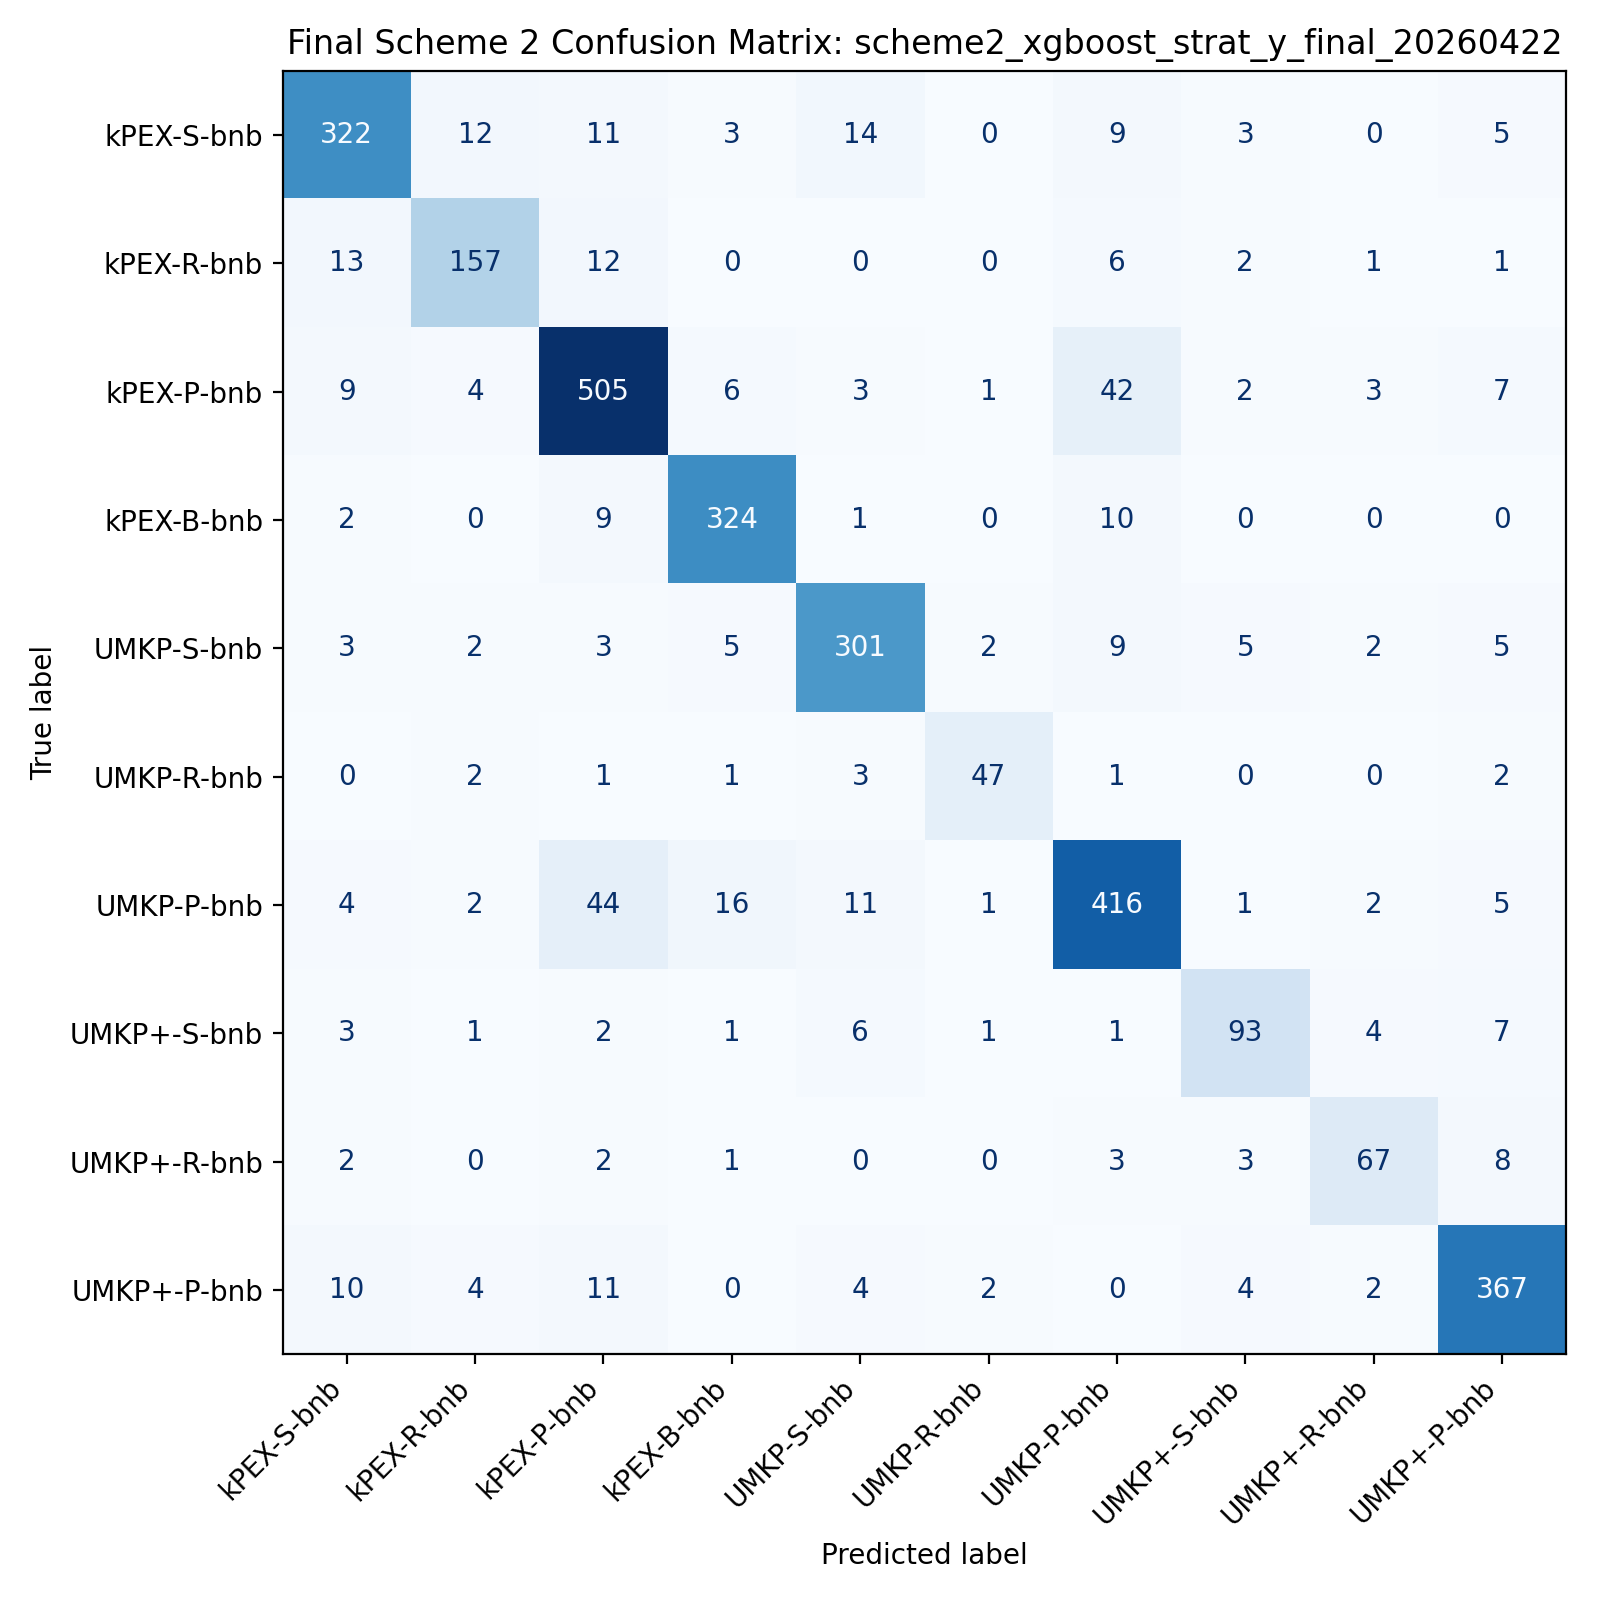 Final Scheme 2 Confusion Matrix: scheme2_xgboost_strat_y_final_20260422
kPEX-S-bnb 322 12 11 3 14 0 9 3 0 5
kPEX-R-bnb 13 157 12 0 0 0 6 2 1 1
kPEX-P-bnb 9 4 505 6 3 1 42 2 3 7
kPEX-B-bnb 2 0 9 324 1 0 10 0 0 0
UMKP-S-bnb 3 2 3 5 301 2 9 5 2 5
UMKP-R-bnb 0 2 1 1 3 47 1 0 0 2
UMKP-P-bnb 4 2 44 16 11 1 416 1 2 5
UMKP+-S-bnb 3 1 2 1 6 1 1 93 4 7
UMKP+-R-bnb 2 0 2 1 0 0 3 3 67 8
UMKP+-P-bnb 10 4 11 0 4 2 0 4 2 367
True label
kPEX-S-bnb kPEX-R-bnb kPEX-P-bnb kPEX-B-bnb UMKP-S-bnb UMKP-R-bnb UMKP-P-bnb UMKP+-S-bnb UMKP+-R-bnb UMKP+-P-bnb
Predicted label